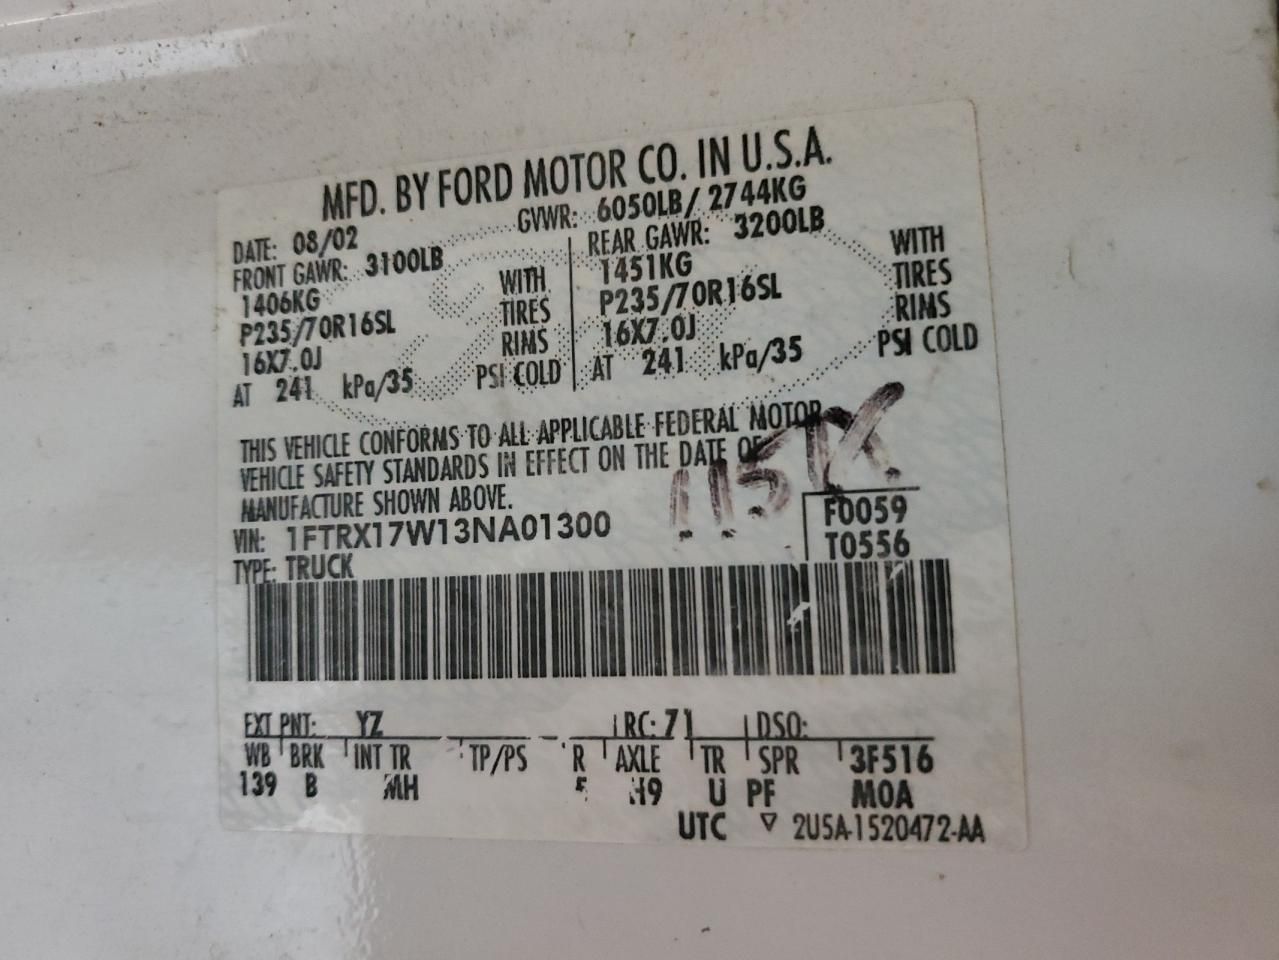 MFD. BY FORD MOTOR CO. IN U.S.A.
DATE: 08/02 GVWR: 6050LB/ 2744KG
FRONT GAWR: 3100LB REAR GAWR: 3200LB
1406KG WITH 1451KG WITH
P235/70R16SL TIRES P235/70R16SL TIRES
16X7.0J RIMS 16X7.0J RIMS
AT 241 kPa/35 PSI COLD AT 241 kPa/35 PSI COLD
THIS VEHICLE CONFORMS TO ALL APPLICABLE FEDERAL MOTOR
VEHICLE SAFETY STANDARDS IN EFFECT ON THE DATE OF
MANUFACTURE SHOWN ABOVE.
VIN: 1FTRX17W13NA01300 F0059
TYPE: TRUCK T0556
EXT PNT: YZ RC: 71 DSO:
WB BRK INT TR TP/PS R AXLE TR SPR 3F516
139 B MH H9 U PF M0A
UTC ▽ 2U5A-1520472-AA